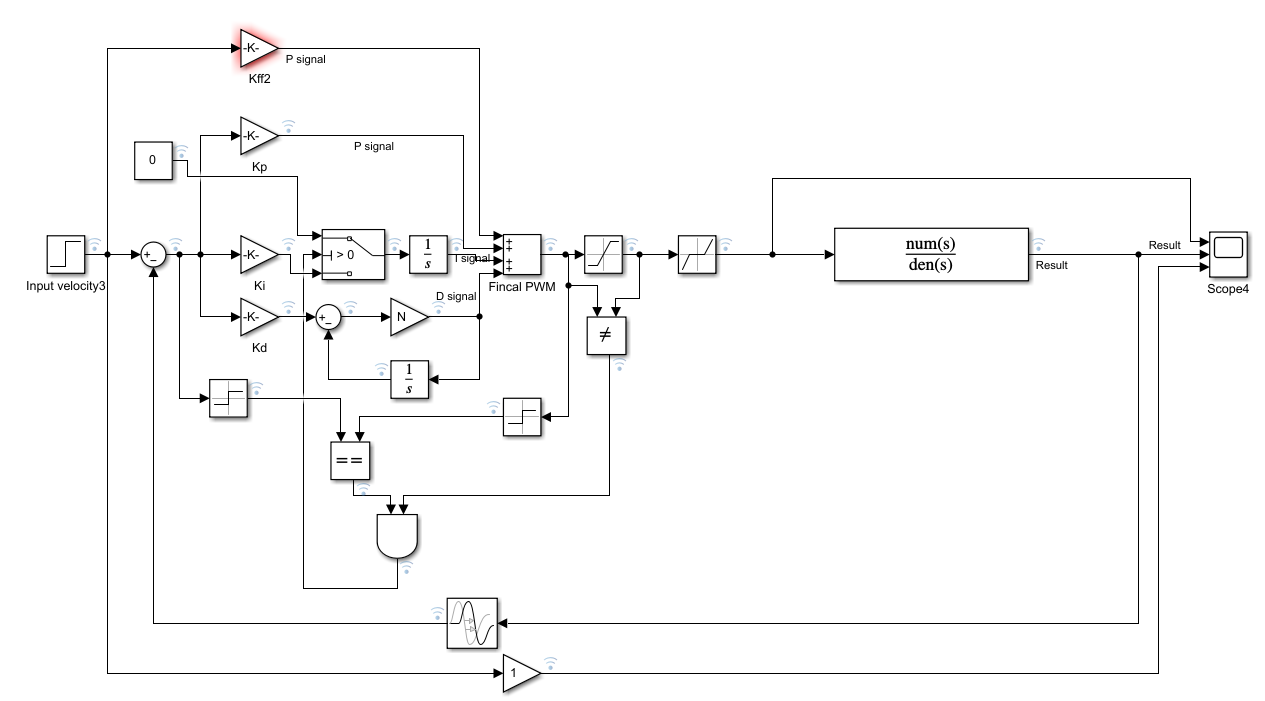 -K-
P signal
Kff2
-K-
P signal
0
Kp
Input velocity3
+
−
-K-
Ki
> 0
1
s
I signal
+
+
+
+
Fincal PWM
num(s)
den(s)
Result
Result
Scope4
-K-
Kd
+
−
N
D signal
≠
1
s
==
1